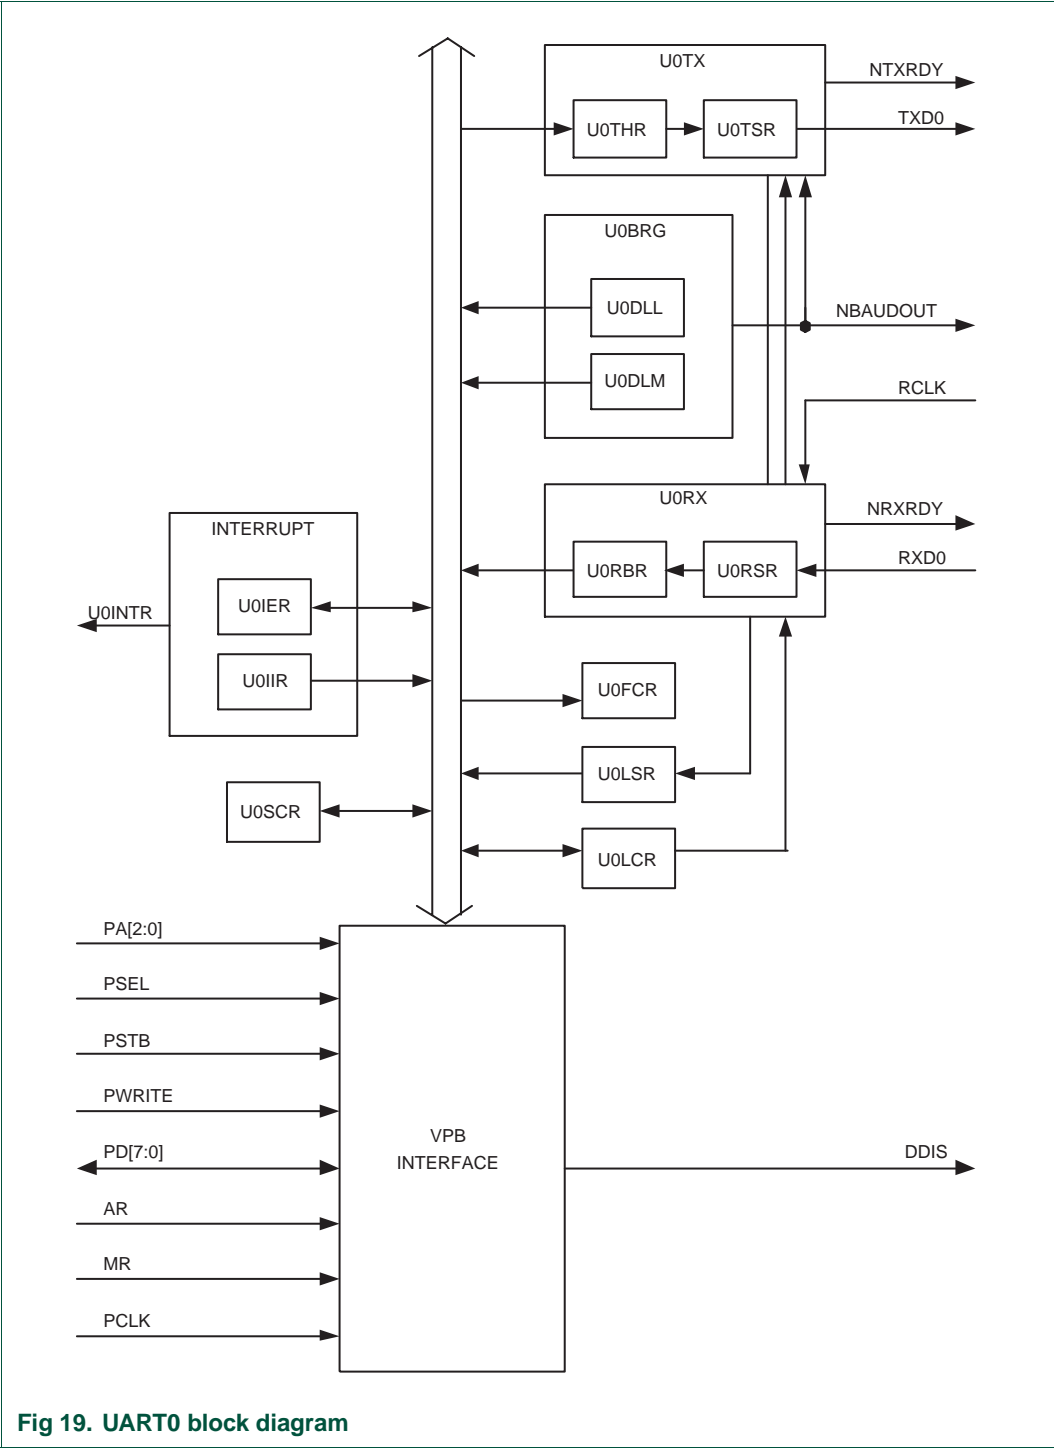 U0TX
NTXRDY
U0THR
U0TSR
TXD0
U0BRG
U0DLL
NBAUDOUT
U0DLM
RCLK
U0RX
NRXRDY
INTERRUPT
U0RBR
U0RSR
RXD0
U0IER
U0INTR
U0IIR
U0FCR
U0LSR
U0SCR
U0LCR
PA[2:0]
PSEL
PSTB
PWRITE
VPB
INTERFACE
PD[7:0]
DDIS
AR
MR
PCLK
Fig 19. UART0 block diagram